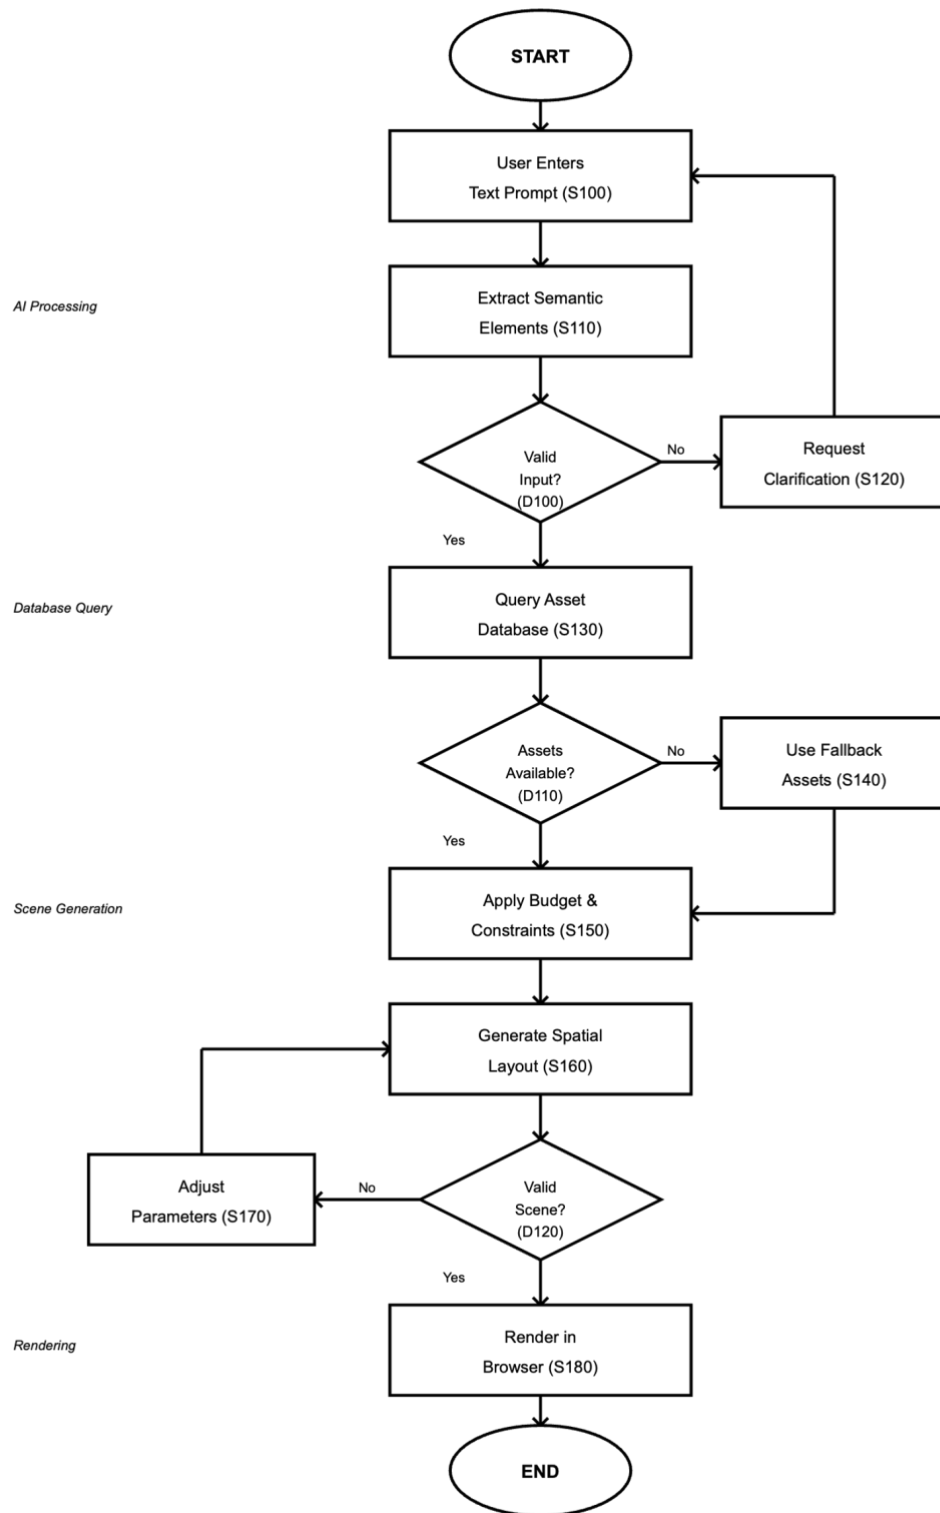 START
User Enters
Text Prompt (S100)
AI Processing
Extract Semantic
Elements (S110)
Valid
Input?
(D100)
No
Request
Clarification (S120)
Yes
Database Query
Query Asset
Database (S130)
Assets
Available?
(D110)
No
Use Fallback
Assets (S140)
Yes
Scene Generation
Apply Budget &
Constraints (S150)
Generate Spatial
Layout (S160)
Adjust
Parameters (S170)
No
Valid
Scene?
(D120)
Yes
Rendering
Render in
Browser (S180)
END